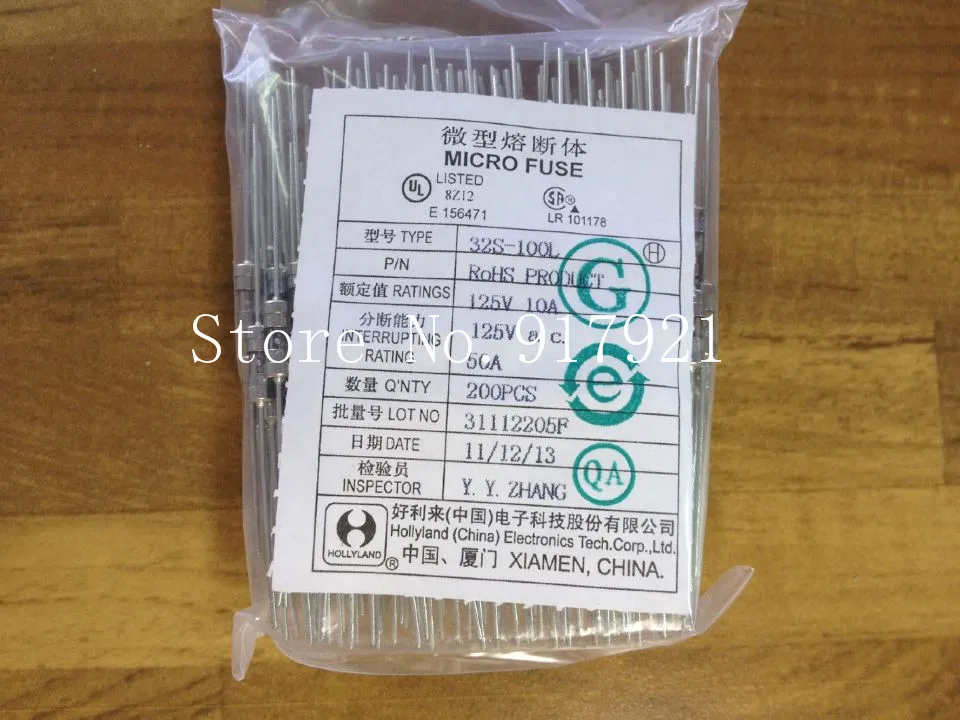 微型熔断体
MICRO FUSE
UL LISTED
8Z12
E 156471
SA ®
LR 101178
型号 TYPE 32S-100L H
P/N RoHS PRODUCT
G
额定值 RATINGS 125V 10A
分断能力 INTERRUPTING RATING 125V a.c. 50A
Store No 917921
e
数量 Q'NTY 200PCS
批量号 LOT NO 31112205F
日期 DATE 11/12/13
检验员 INSPECTOR Y. Y. ZHANG
QA
HOLLYLAND ®
好利来(中国)电子科技股份有限公司
Hollyland (China) Electronics Tech.Corp.,Ltd.
中国、厦门 XIAMEN, CHINA.